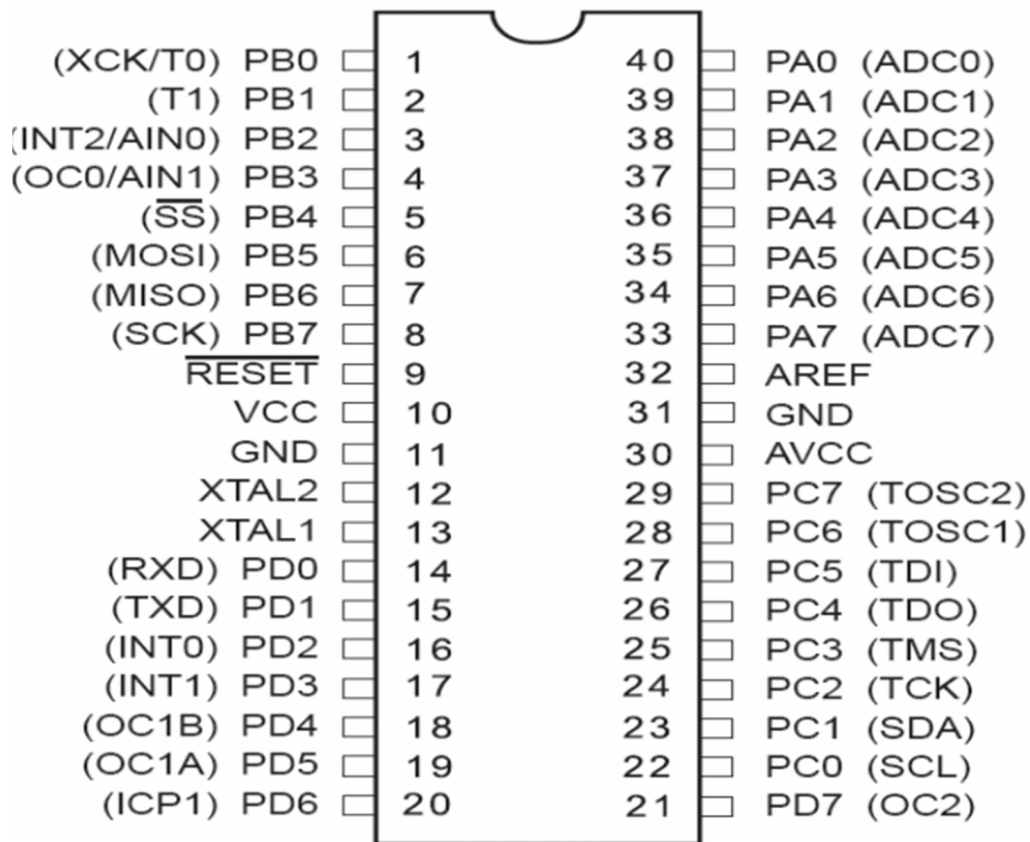 (XCK/T0) PB0 1 40 PA0 (ADC0)
(T1) PB1 2 39 PA1 (ADC1)
(INT2/AIN0) PB2 3 38 PA2 (ADC2)
(OC0/AIN1) PB3 4 37 PA3 (ADC3)
(SS) PB4 5 36 PA4 (ADC4)
(MOSI) PB5 6 35 PA5 (ADC5)
(MISO) PB6 7 34 PA6 (ADC6)
(SCK) PB7 8 33 PA7 (ADC7)
RESET 9 32 AREF
VCC 10 31 GND
GND 11 30 AVCC
XTAL2 12 29 PC7 (TOSC2)
XTAL1 13 28 PC6 (TOSC1)
(RXD) PD0 14 27 PC5 (TDI)
(TXD) PD1 15 26 PC4 (TDO)
(INT0) PD2 16 25 PC3 (TMS)
(INT1) PD3 17 24 PC2 (TCK)
(OC1B) PD4 18 23 PC1 (SDA)
(OC1A) PD5 19 22 PC0 (SCL)
(ICP1) PD6 20 21 PD7 (OC2)